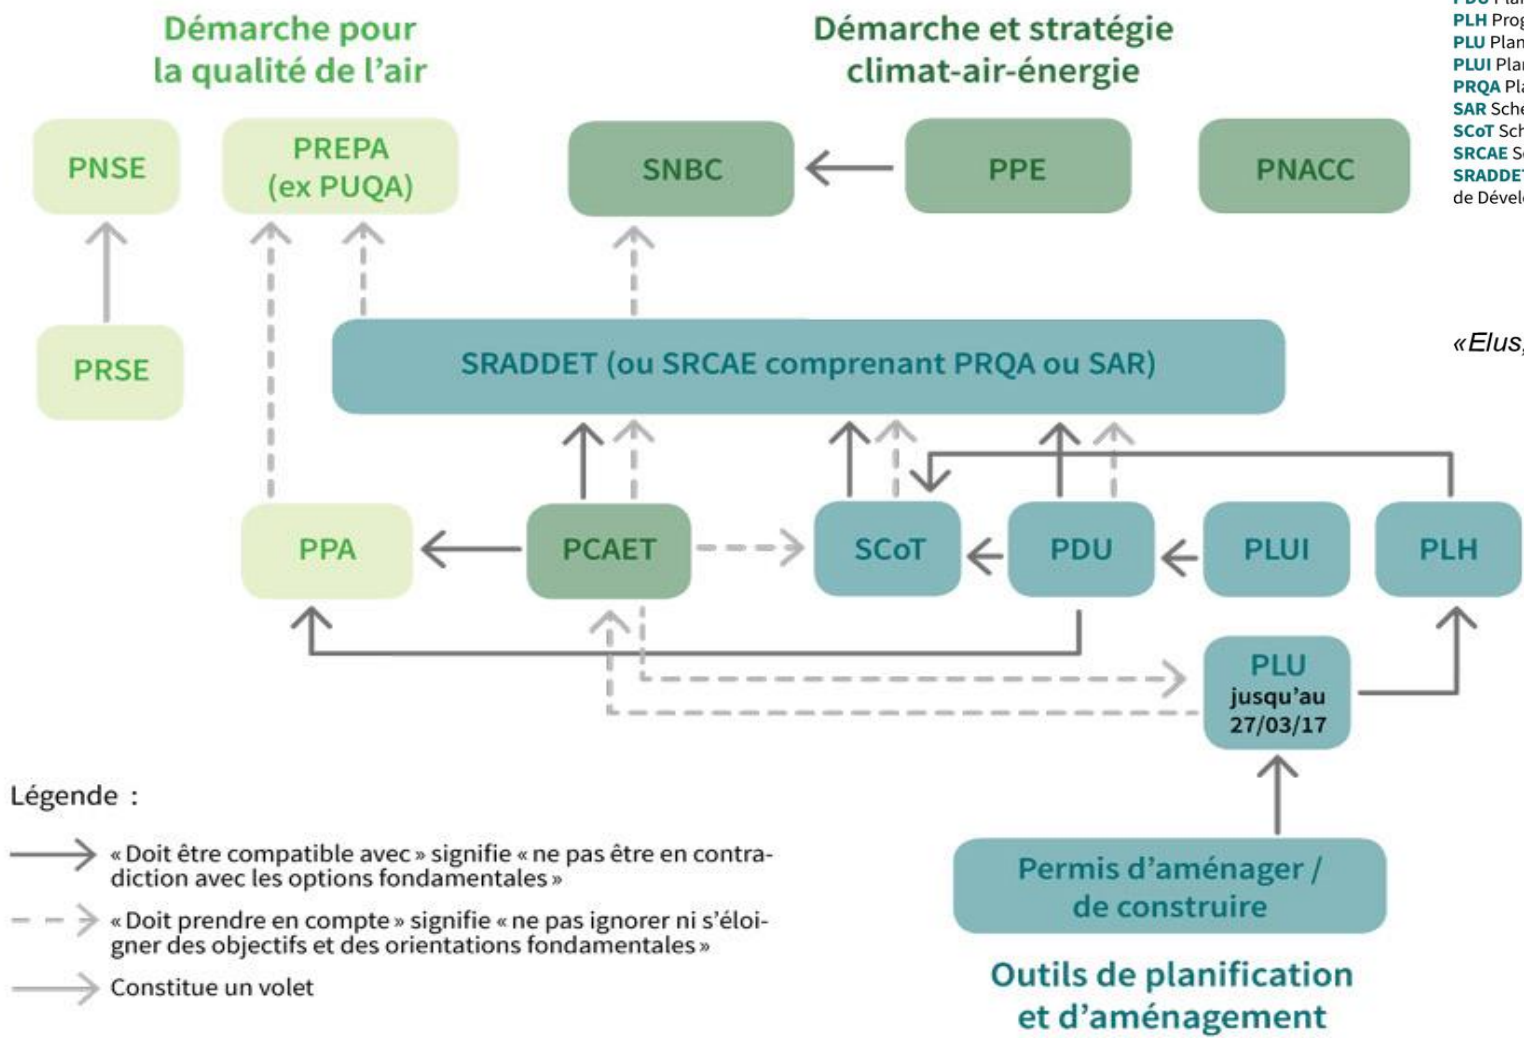 Démarche pour
la qualité de l'air
Démarche et stratégie
climat-air-énergie
PLH
PLU Plan
PLUI
PRQA
SAR
SCoT
SRCAE
SRADDET
de
PNSE
PREPA
(ex PUQA)
SNBC
PPE
PNACC
PRSE
SRADDET (ou SRCAE comprenant PRQA ou SAR)
«Elus,
PPA
PCAET
SCoT
PDU
PLUI
PLH
PLU
jusqu'au
27/03/17
Légende :
« Doit être compatible avec » signifie « ne pas être en contra-
diction avec les options fondamentales »
« Doit prendre en compte » signifie « ne pas ignorer ni s'éloi-
gner des objectifs et des orientations fondamentales »
Constitue un volet
Permis d'aménager /
de construire
Outils de planification
et d'aménagement